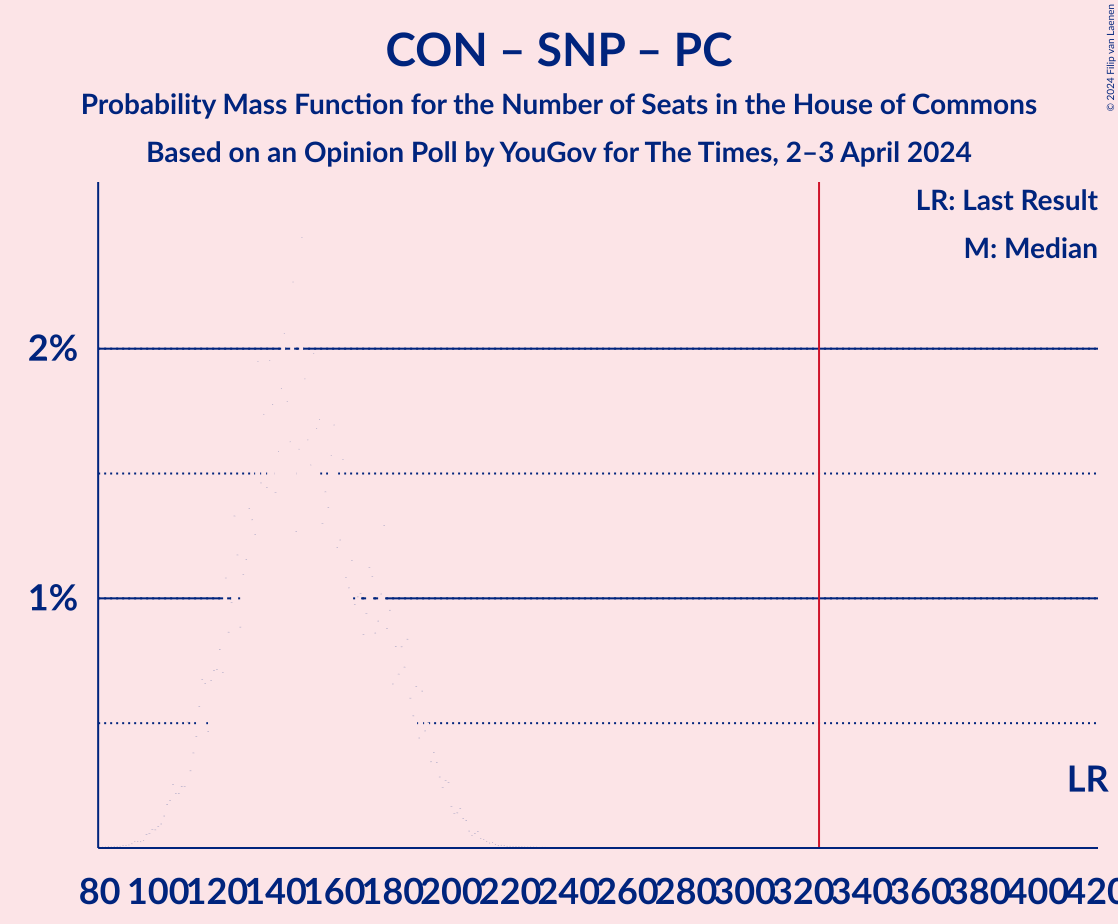 CON – SNP – PC
Probability Mass Function for the Number of Seats in the House of Commons
Based on an Opinion Poll by YouGov for The Times, 2–3 April 2024
© 2024 Filip van Laenen
LR: Last Result
M: Median
2%
1%
LR
80 100 120 140 160 180 200 220 240 260 280 300 320 340 360 380 400 420